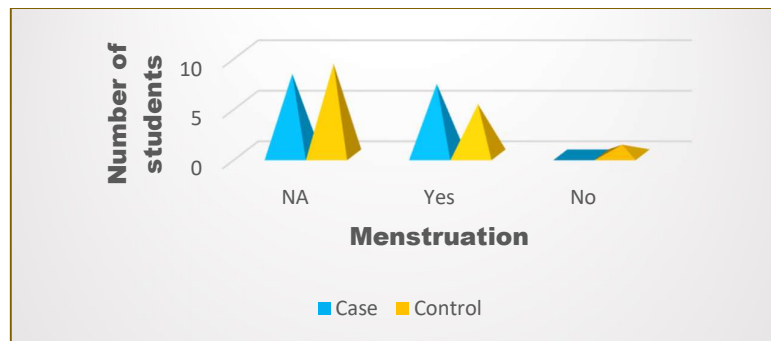 Number of
students
10
5
0
NA Yes No
Menstruation
Case Control